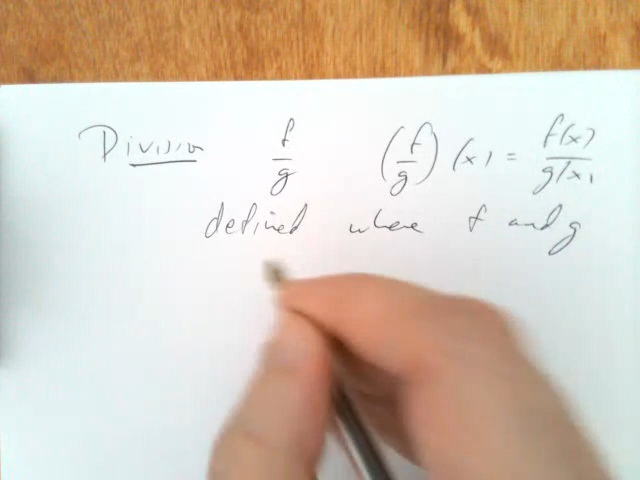 Division f/g (f/g)(x) = f(x)/g(x)
defined where f and g